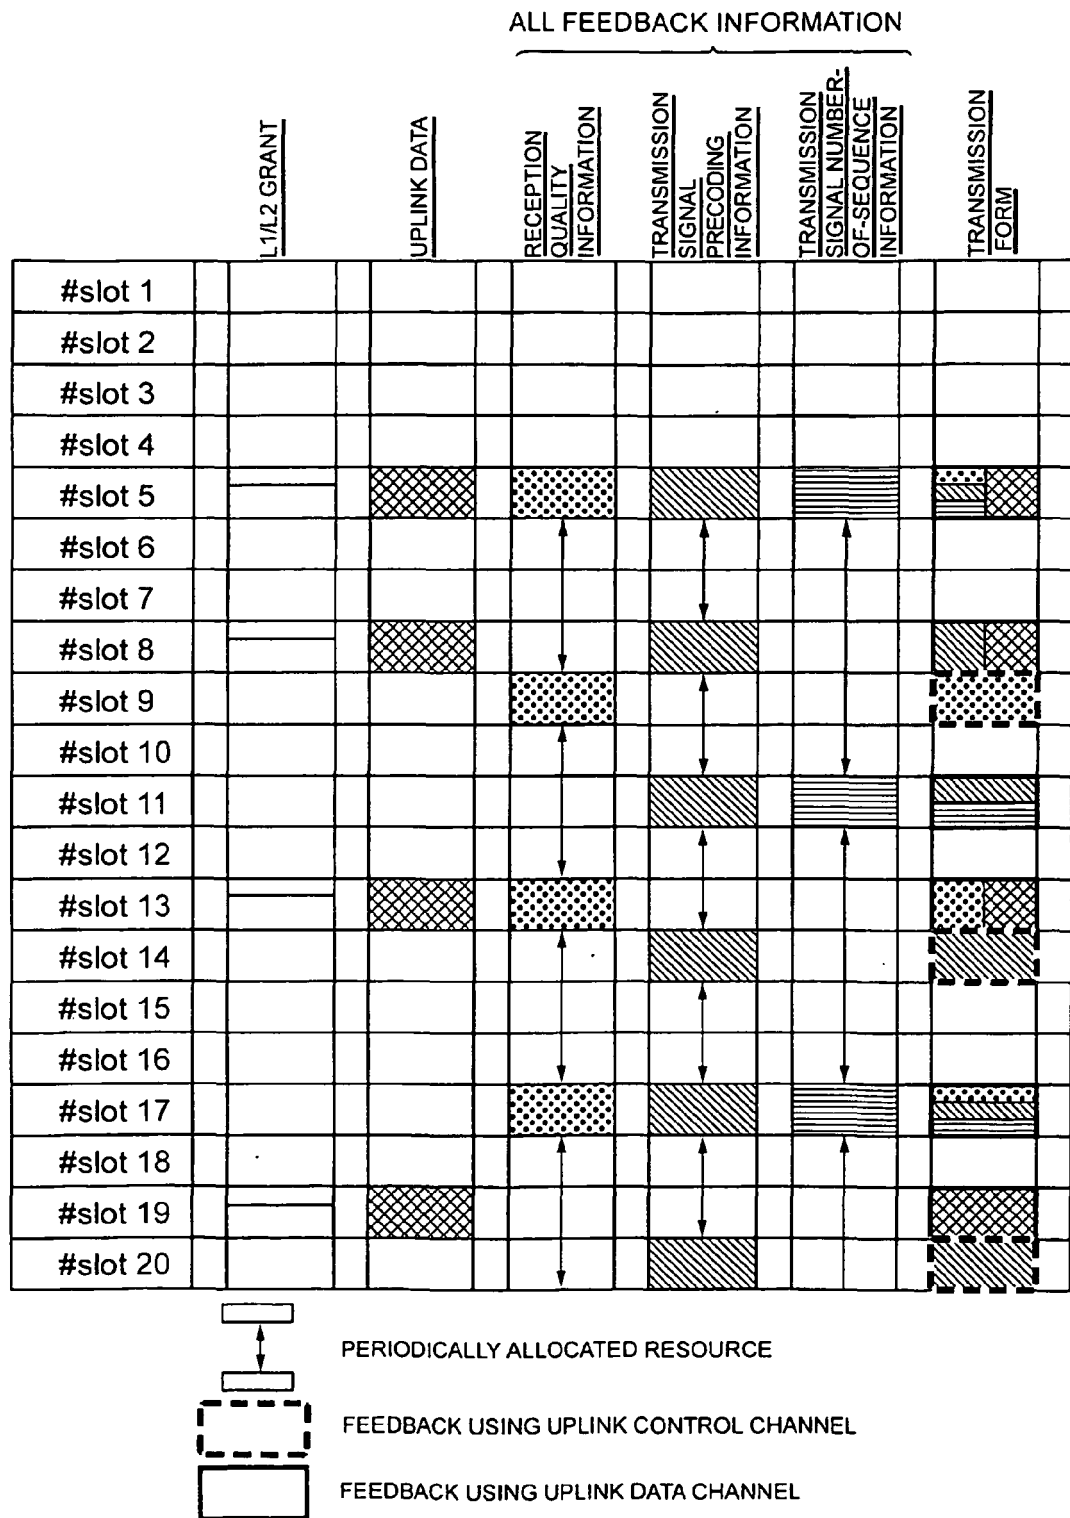 ALL FEEDBACK INFORMATION
L1/L2 GRANT
UPLINK DATA
RECEPTION
QUALITY
INFORMATION
TRANSMISSION
SIGNAL
PRECODING
INFORMATION
TRANSMISSION
SIGNAL NUMBER-
OF-SEQUENCE
INFORMATION
TRANSMISSION
FORM
#slot 1
#slot 2
#slot 3
#slot 4
#slot 5
#slot 6
#slot 7
#slot 8
#slot 9
#slot 10
#slot 11
#slot 12
#slot 13
#slot 14
#slot 15
#slot 16
#slot 17
#slot 18
#slot 19
#slot 20
PERIODICALLY ALLOCATED RESOURCE
FEEDBACK USING UPLINK CONTROL CHANNEL
FEEDBACK USING UPLINK DATA CHANNEL